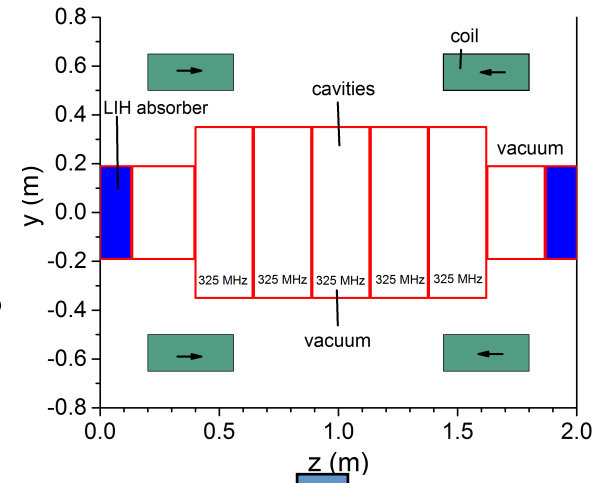 0.8
0.6
0.4
0.2
0.0
-0.2
-0.4
-0.6
-0.8
y (m)
coil
cavities
LIH absorber
vacuum
325 MHz 325 MHz 325 MHz 325 MHz 325 MHz
vacuum
0.0 0.5 1.0 1.5 2.0
z (m)